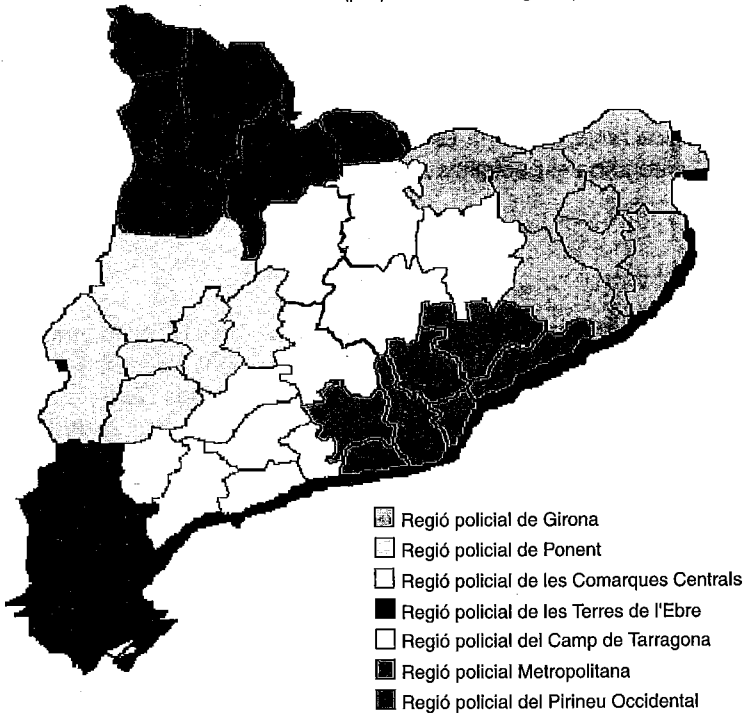 Regió policial de Girona
Regió policial de Ponent
Regió policial de les Comarques Centrals
Regió policial de les Terres de l'Ebre
Regió policial del Camp de Tarragona
Regió policial Metropolitana
Regió policial del Pirineu Occidental